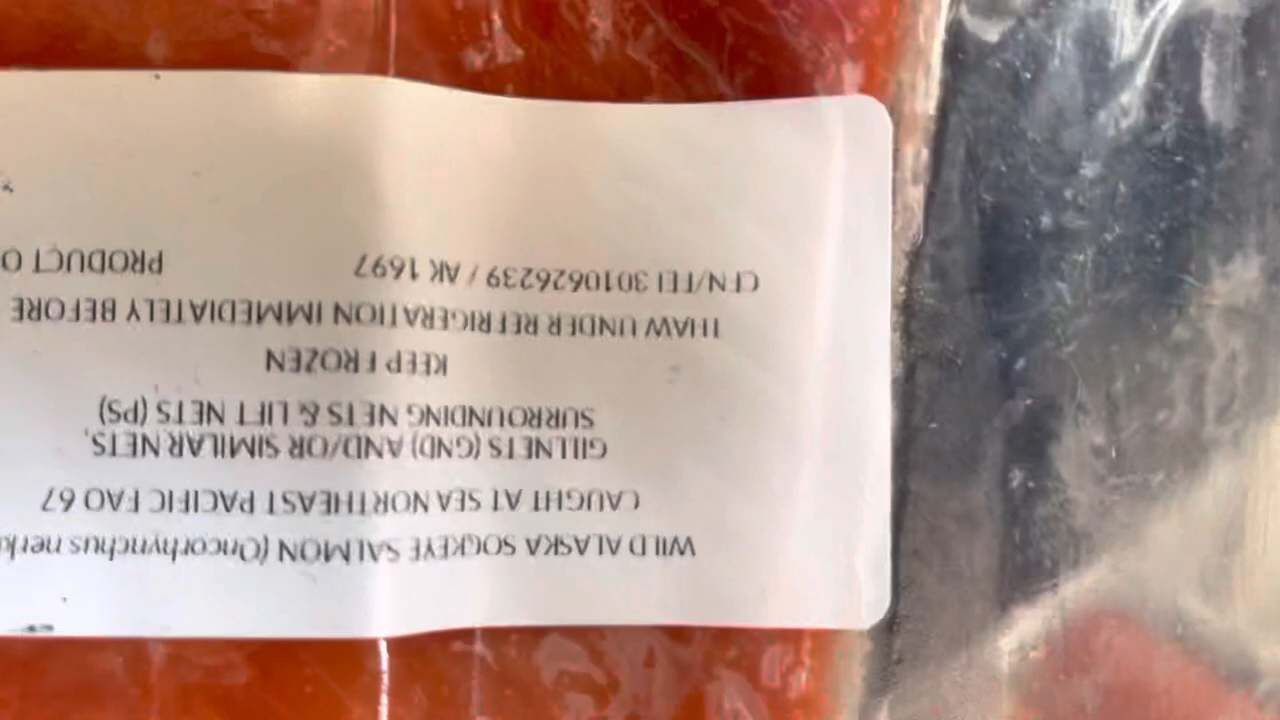 WILD ALASKA SOCKEYE SALMON (Oncorhynchus nerk
CAUGHT AT SEA NORTHEAST PACIFIC FAO 67
GILLNETS (GND) AND/OR SIMILAR NETS,
SURROUNDING NETS & LIFT NETS (PS)
KEEP FROZEN
THAW UNDER REFRIGERATION IMMEDIATELY BEFORE
CFN/FEI 3010626239 / AK 1697 PRODUCT O